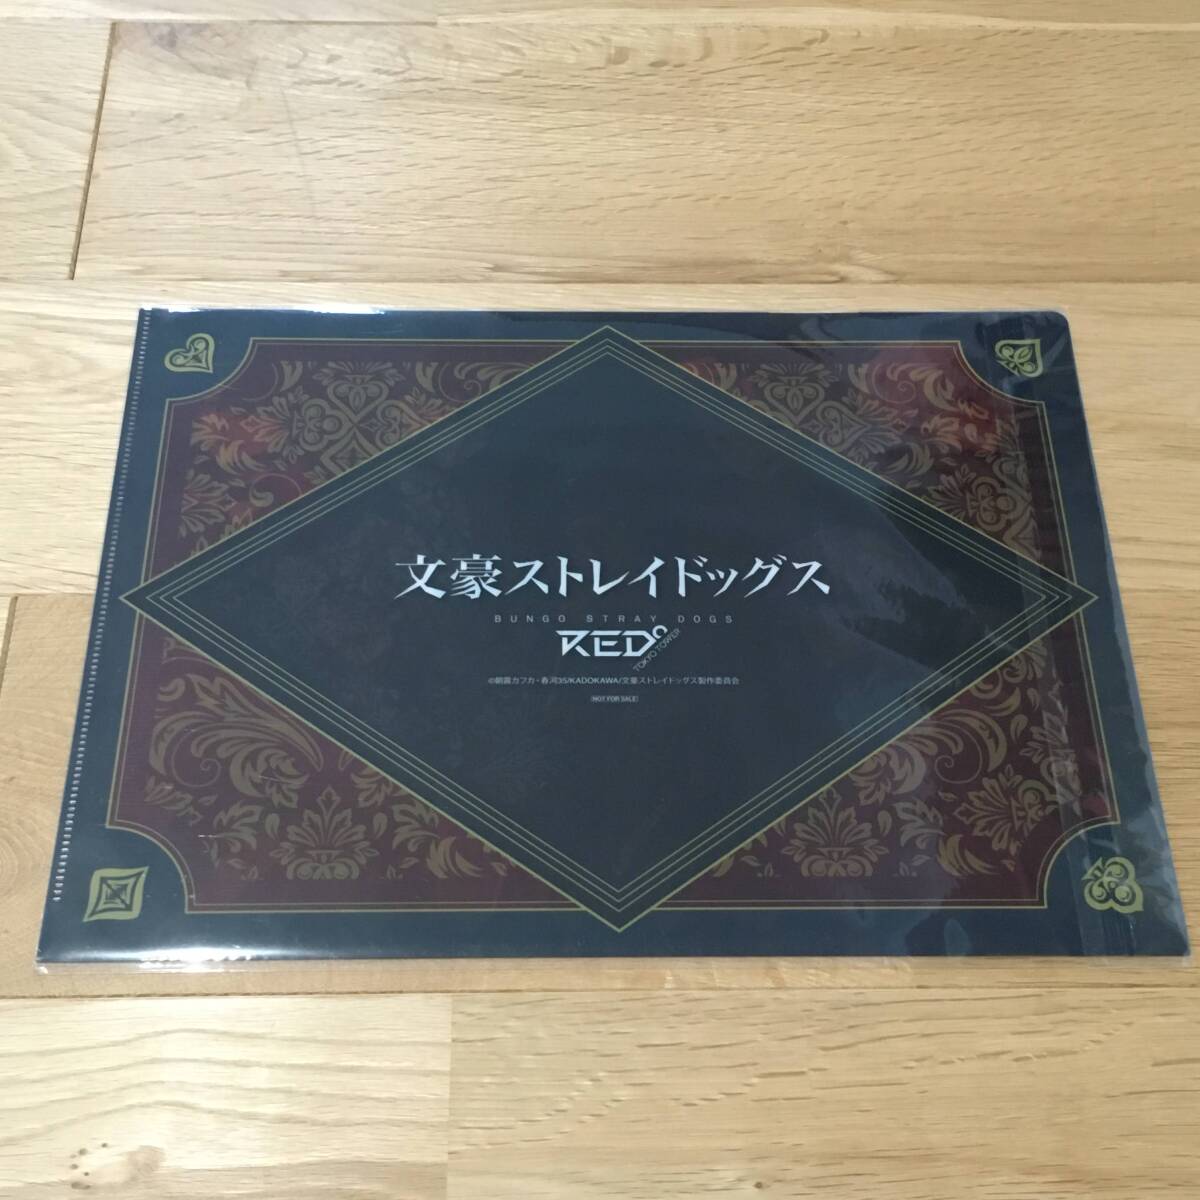 文豪ストレイドッグス
BUNGO STRAY DOGS
RED° TOKYO TOWER
©朝霧カフカ・春河35/KADOKAWA/文豪ストレイドッグス製作委員会
NOT FOR SALE